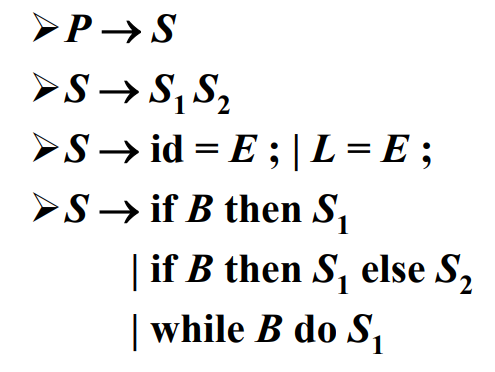 ➢P → S
➢S → S₁ S₂
➢S → id = E ; | L = E ;
➢S → if B then S₁
| if B then S₁ else S₂
| while B do S₁